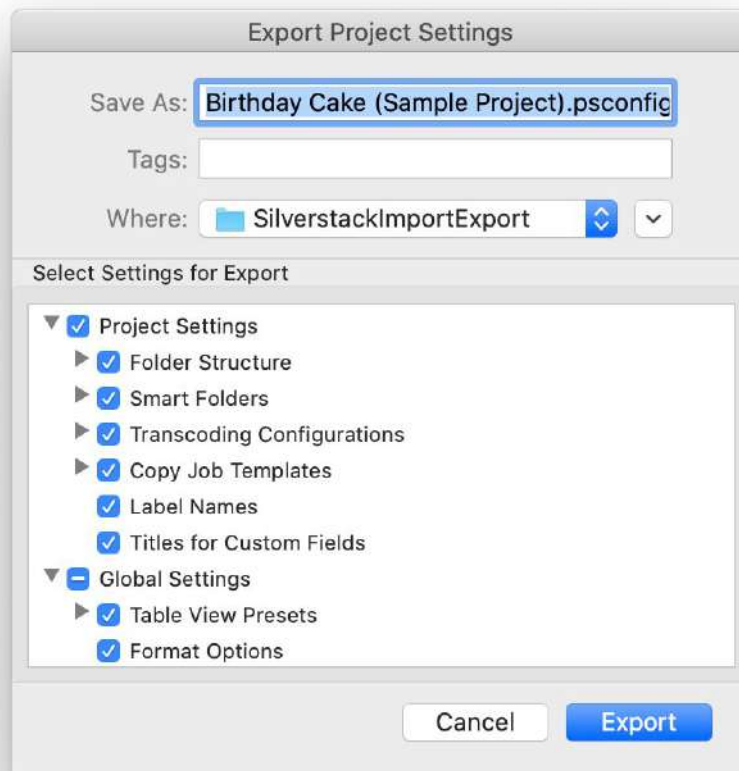 Export Project Settings
Save As: Birthday Cake (Sample Project).psconfig
Tags:
Where: SilverstackImportExport
Select Settings for Export
Project Settings
Folder Structure
Smart Folders
Transcoding Configurations
Copy Job Templates
Label Names
Titles for Custom Fields
Global Settings
Table View Presets
Format Options
Cancel Export